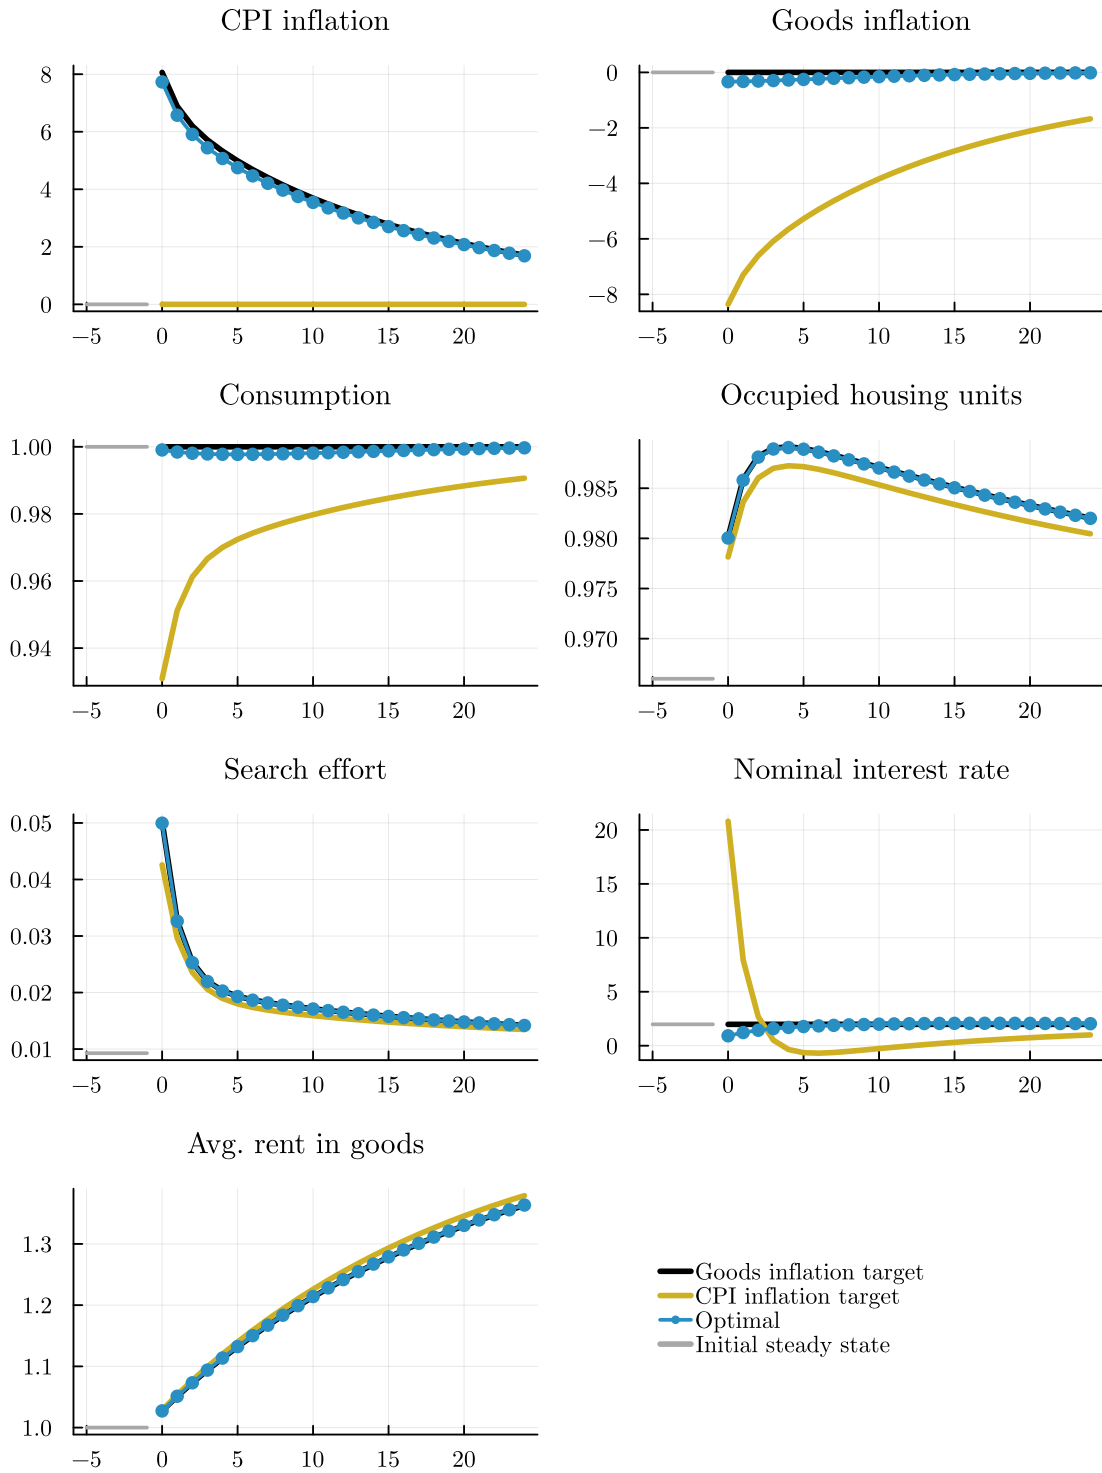 CPI inflation
8
6
4
2
0
−5 0 5 10 15 20
Goods inflation
0
−2
−4
−6
−8
−5 0 5 10 15 20
Consumption
1.00
0.98
0.96
0.94
−5 0 5 10 15 20
Occupied housing units
0.985
0.980
0.975
0.970
−5 0 5 10 15 20
Search effort
0.05
0.04
0.03
0.02
0.01
−5 0 5 10 15 20
Nominal interest rate
20
15
10
5
0
−5 0 5 10 15 20
Avg. rent in goods
1.3
1.2
1.1
1.0
−5 0 5 10 15 20
Goods inflation target
CPI inflation target
Optimal
Initial steady state